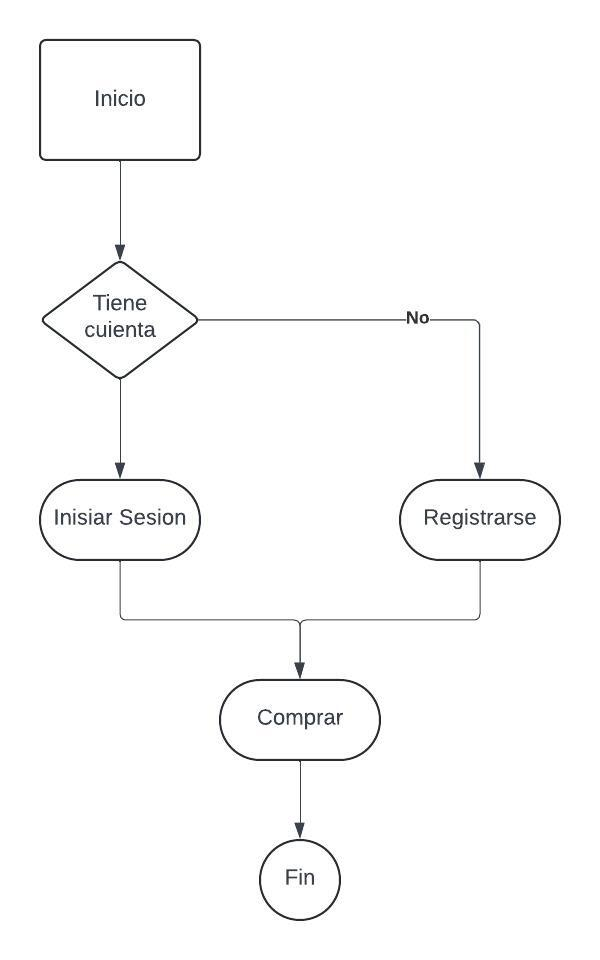 Inicio
Tiene
cuienta
No
Inisiar Sesion
Registrarse
Comprar
Fin